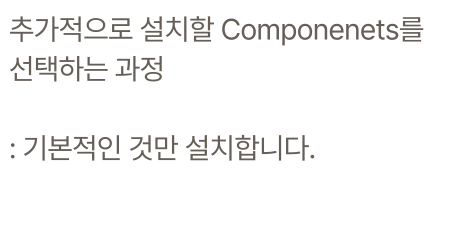 추가적으로 설치할 Componenets를
선택하는 과정
: 기본적인 것만 설치합니다.